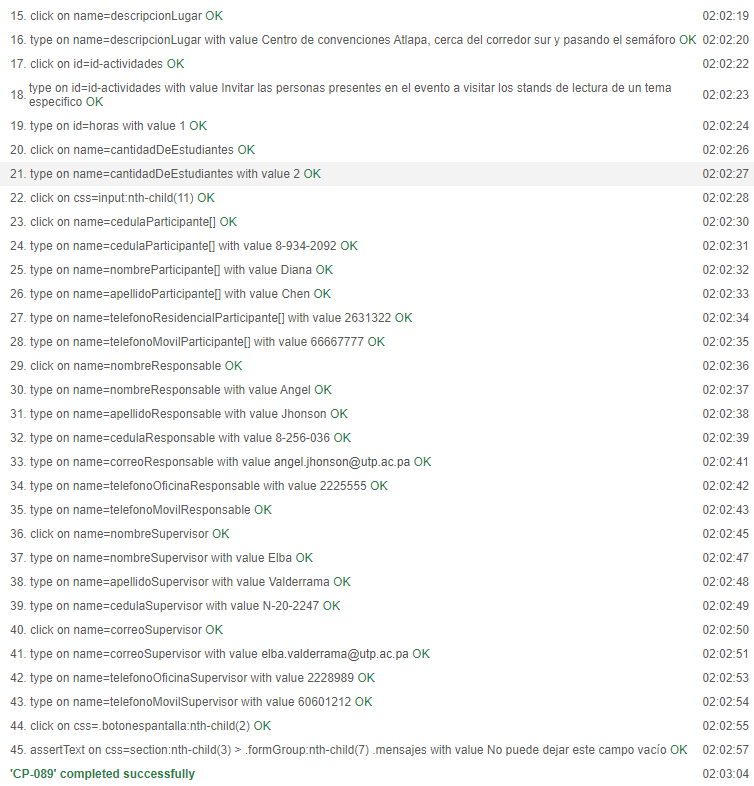 15. click on name=descripcionLugar OK 02:02:19
16. type on name=descripcionLugar with value Centro de convenciones Atlapa, cerca del corredor sur y pasando el semáforo OK 02:02:20
17. click on id=id-actividades OK 02:02:22
18. type on id=id-actividades with value Invitar las personas presentes en el evento a visitar los stands de lectura de un tema
especifico OK 02:02:23
19. type on id=horas with value 1 OK 02:02:24
20. click on name=cantidadDeEstudiantes OK 02:02:26
21. type on name=cantidadDeEstudiantes with value 2 OK 02:02:27
22. click on css=input:nth-child(11) OK 02:02:28
23. click on name=cedulaParticipante[] OK 02:02:30
24. type on name=cedulaParticipante[] with value 8-934-2092 OK 02:02:31
25. type on name=nombreParticipante[] with value Diana OK 02:02:32
26. type on name=apellidoParticipante[] with value Chen OK 02:02:33
27. type on name=telefonoResidencialParticipante[] with value 2631322 OK 02:02:34
28. type on name=telefonoMovilParticipante[] with value 66667777 OK 02:02:35
29. click on name=nombreResponsable OK 02:02:36
30. type on name=nombreResponsable with value Angel OK 02:02:37
31. type on name=apellidoResponsable with value Jhonson OK 02:02:38
32. type on name=cedulaResponsable with value 8-256-036 OK 02:02:39
33. type on name=correoResponsable with value angel.jhonson@utp.ac.pa OK 02:02:41
34. type on name=telefonoOficinaResponsable with value 2225555 OK 02:02:42
35. type on name=telefonoMovilResponsable OK 02:02:43
36. click on name=nombreSupervisor OK 02:02:45
37. type on name=nombreSupervisor with value Elba OK 02:02:47
38. type on name=apellidoSupervisor with value Valderrama OK 02:02:48
39. type on name=cedulaSupervisor with value N-20-2247 OK 02:02:49
40. click on name=correoSupervisor OK 02:02:50
41. type on name=correoSupervisor with value elba.valderrama@utp.ac.pa OK 02:02:51
42. type on name=telefonoOficinaSupervisor with value 2228989 OK 02:02:53
43. type on name=telefonoMovilSupervisor with value 60601212 OK 02:02:54
44. click on css=.botonespantalla:nth-child(2) OK 02:02:55
45. assertText on css=section:nth-child(3) > .formGroup:nth-child(7) .mensajes with value No puede dejar este campo vacío OK 02:02:57
'CP-089' completed successfully 02:03:04